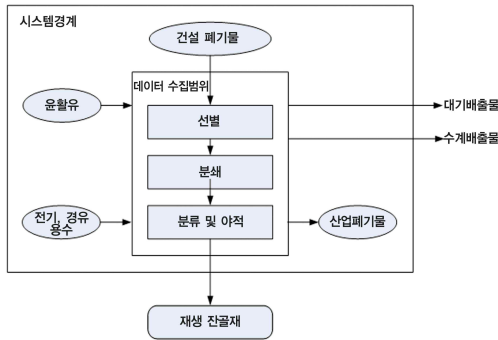 시스템경계
건설 폐기물
데이터 수집범위
윤활유
대기배출물
선별
수계배출물
분쇄
전기, 경유
용수
분류 및 야적
산업폐기물
재생 잔골재